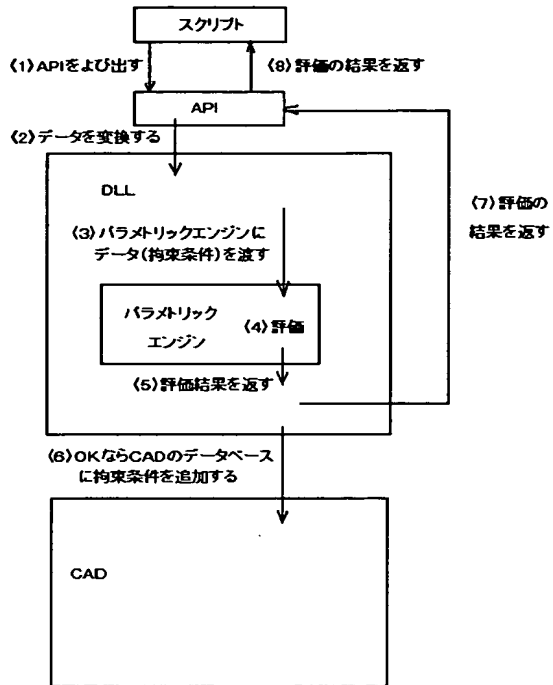 スクリプト
〈1〉APIをよび出す
〈8〉評価の結果を返す
API
〈2〉データを変換する
DLL
〈3〉パラメトリックエンジンに
データ(拘束条件)を渡す
〈7〉評価の
結果を返す
パラメトリック
エンジン
〈4〉評価
〈5〉評価結果を返す
〈6〉OKならCADのデータベース
に拘束条件を追加する
CAD